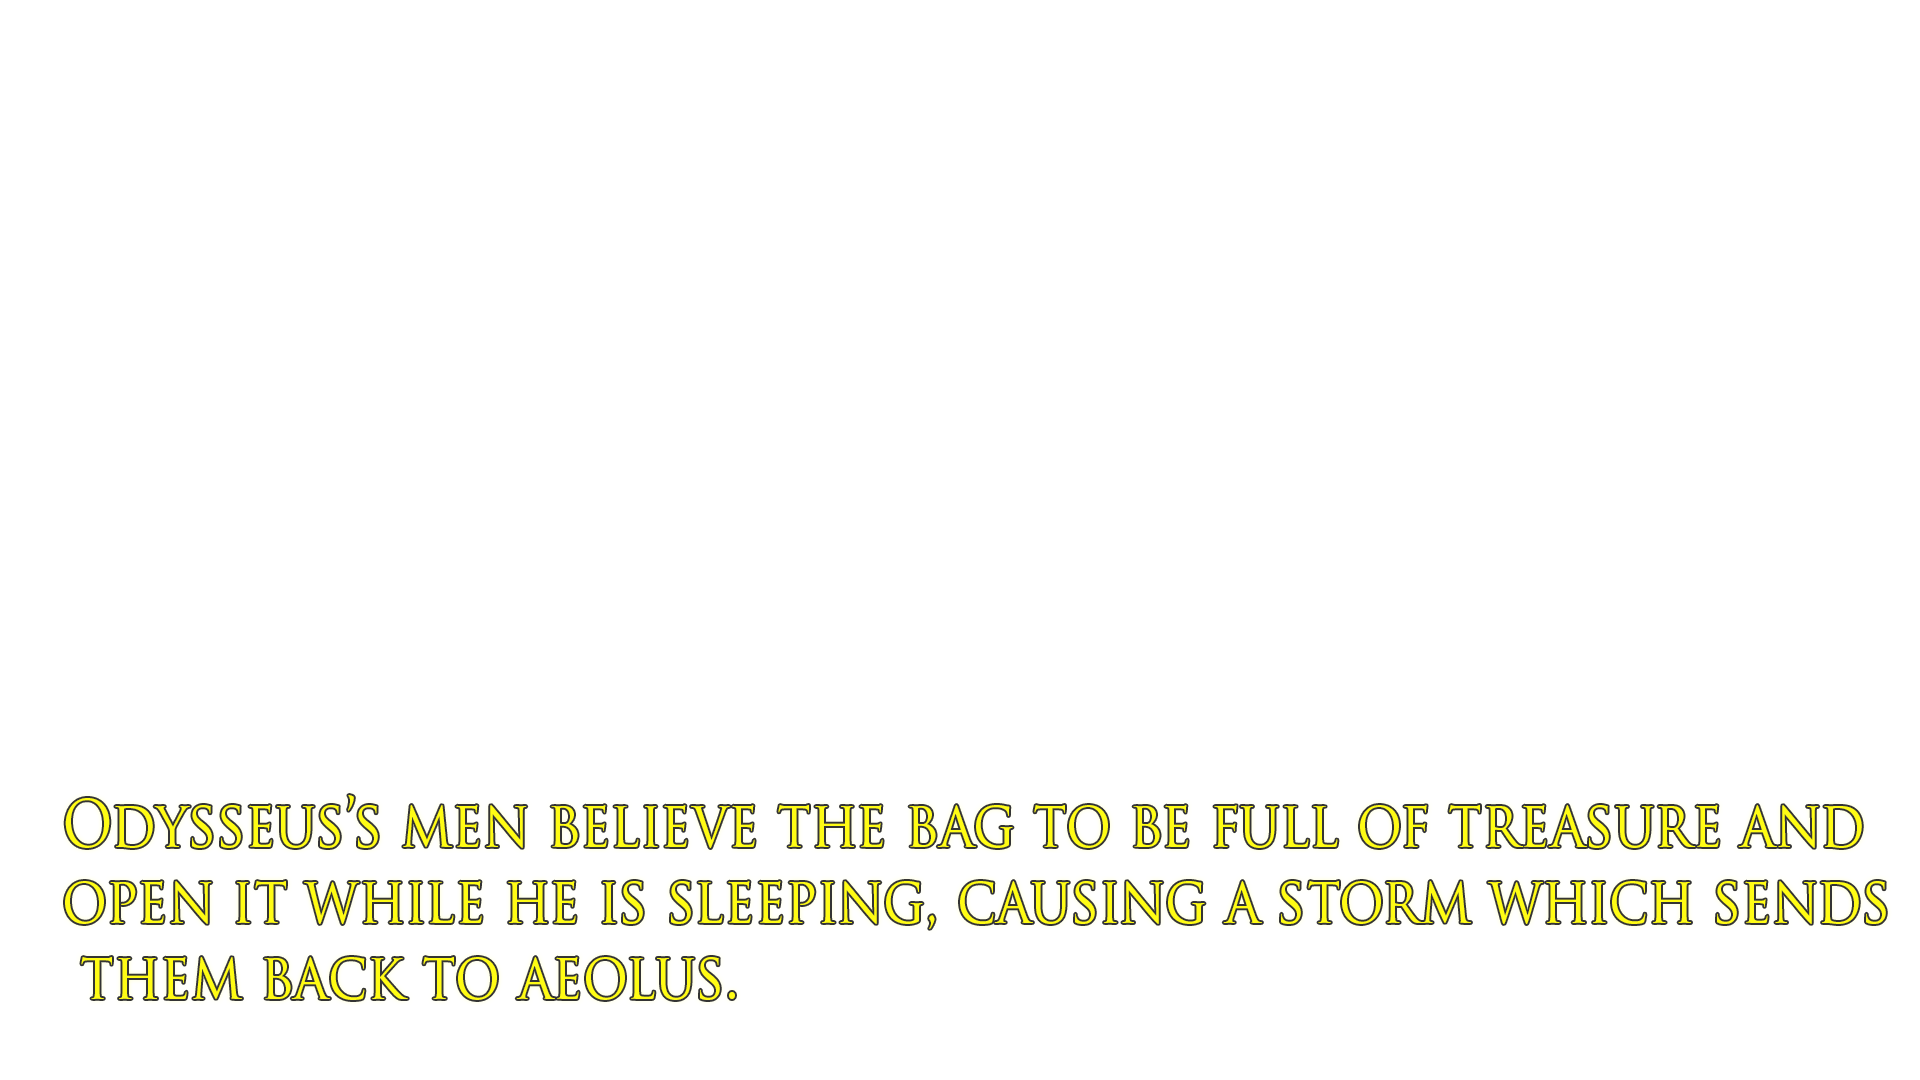 Odysseus’s men believe the bag to be full of treasure and
open it while he is sleeping, causing a storm which sends
them back to aeolus.